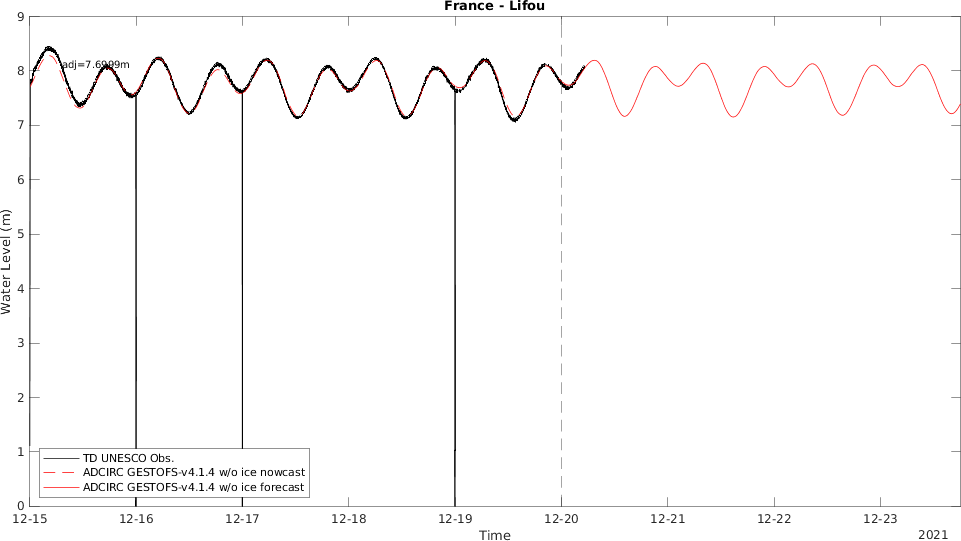 France - Lifou
9
8
7
6
5
4
3
2
1
0
Water Level (m)
adj=7.6999m
TD UNESCO Obs.
ADCIRC GESTOFS-v4.1.4 w/o ice nowcast
ADCIRC GESTOFS-v4.1.4 w/o ice forecast
12-15 12-16 12-17 12-18 12-19 12-20 12-21 12-22 12-23
Time
2021